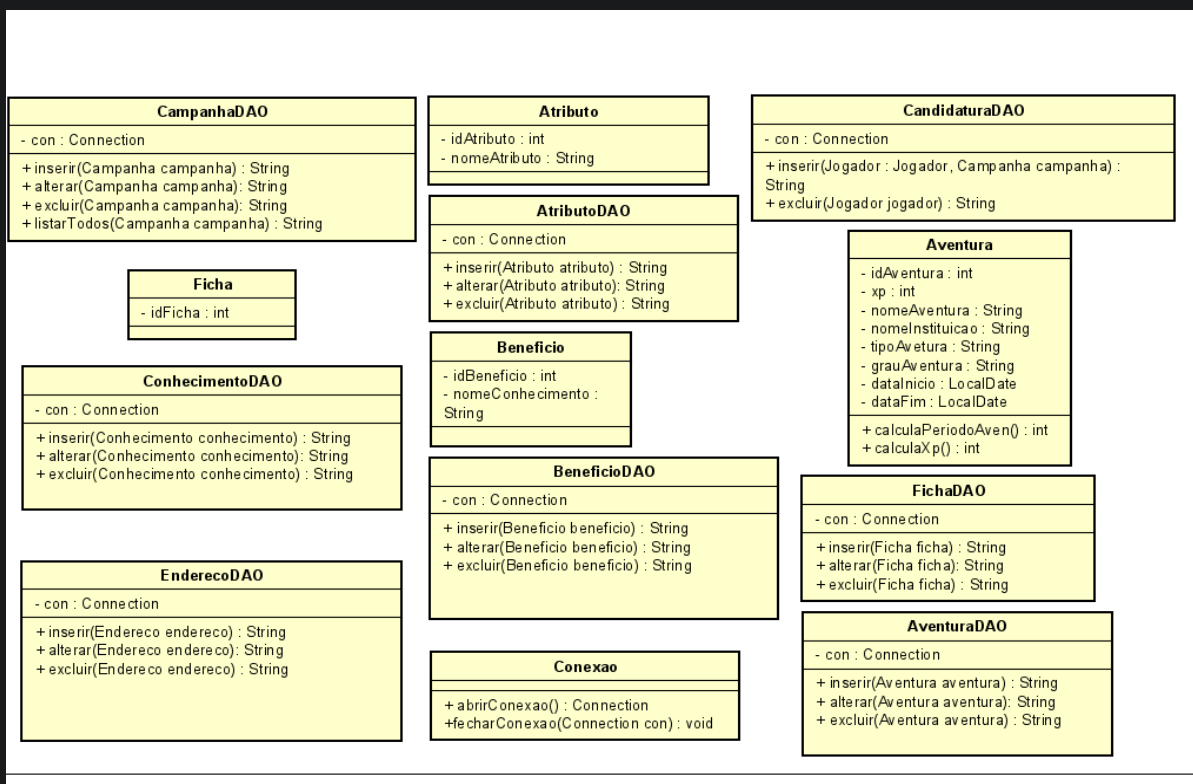 CampanhaDAO
- con : Connection
+ inserir(Campanha campanha) : String
+ alterar(Campanha campanha): String
+ excluir(Campanha campanha): String
+ listarTodos(Campanha campanha) : String
Ficha
- idFicha : int
ConhecimentoDAO
- con : Connection
+ inserir(Conhecimento conhecimento) : String
+ alterar(Conhecimento conhecimento): String
+ excluir(Conhecimento conhecimento) : String
EnderecoDAO
- con : Connection
+ inserir(Endereco endereco) : String
+ alterar(Endereco endereco): String
+ excluir(Endereco endereco) : String
Atributo
- idAtributo : int
- nomeAtributo : String
AtributoDAO
- con : Connection
+ inserir(Atributo atributo) : String
+ alterar(Atributo atributo): String
+ excluir(Atributo atributo) : String
Beneficio
- idBeneficio : int
- nomeConhecimento :
String
BeneficioDAO
- con : Connection
+ inserir(Beneficio beneficio) : String
+ alterar(Beneficio beneficio) : String
+ excluir(Beneficio beneficio) : String
Conexao
+ abrirConexao() : Connection
+fecharConexao(Connection con) : void
CandidaturaDAO
- con : Connection
+ inserir(Jogador : Jogador, Campanha campanha) :
String
+ excluir(Jogador jogador) : String
Aventura
- idAventura : int
- xp : int
- nomeAventura : String
- nomeInstituicao : String
- tipoAvetura : String
- grauAventura : String
- dataInicio : LocalDate
- dataFim : LocalDate
+ calculaPeriodoAven() : int
+ calculaXp() : int
FichaDAO
- con : Connection
+ inserir(Ficha ficha) : String
+ alterar(Ficha ficha): String
+ excluir(Ficha ficha) : String
AventuraDAO
- con : Connection
+ inserir(Aventura aventura) : String
+ alterar(Aventura aventura): String
+ excluir(Aventura aventura) : String